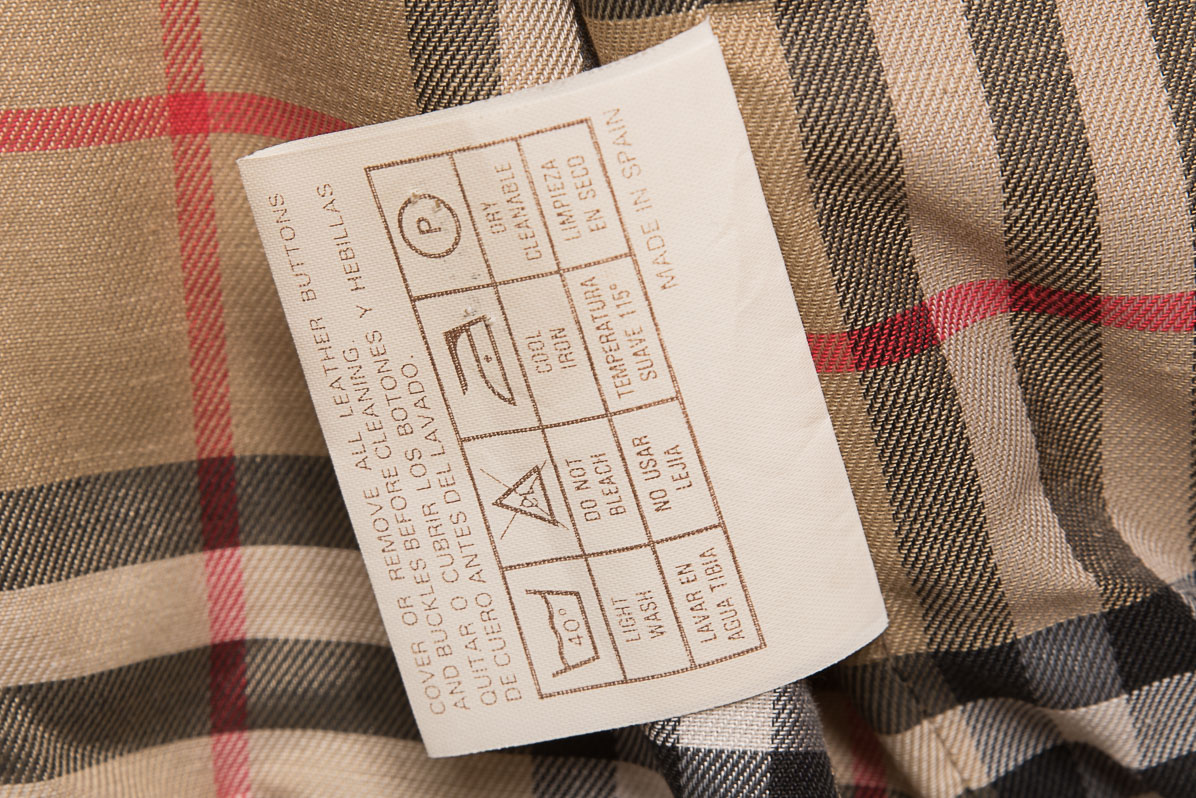 COVER OR REMOVE ALL LEATHER BUTTONS
AND BUCKLES BEFORE CLEANING.
QUITAR O CUBRIR LOS BOTONES Y HEBILLAS
DE CUERO ANTES DEL LAVADO.
40°
CL
P
LIGHT
WASH
DO NOT
BLEACH
COOL
IRON
DRY
CLEANABLE
LAVAR EN
AGUA TIBIA
NO USAR
LEJIA
TEMPERATURA
SUAVE 15°
LIMPIEZA
EN SECO
MADE IN SPAIN